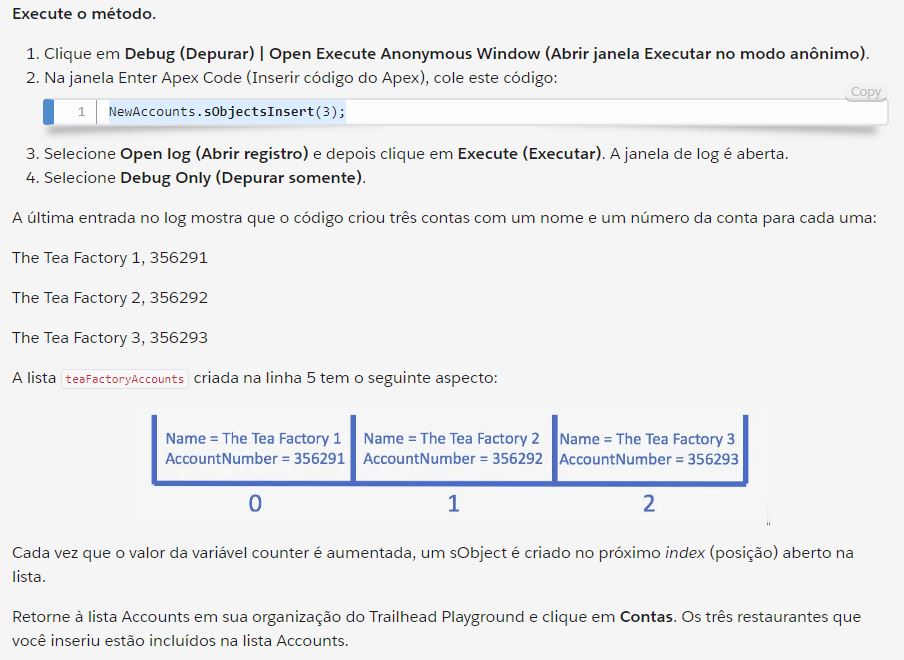 Execute o método.
1. Clique em Debug (Depurar) | Open Execute Anonymous Window (Abrir janela Executar no modo anônimo).
2. Na janela Enter Apex Code (Inserir código do Apex), cole este código:
Copy
1 NewAccounts.sObjectsInsert(3);
3. Selecione Open log (Abrir registro) e depois clique em Execute (Executar). A janela de log é aberta.
4. Selecione Debug Only (Depurar somente).
A última entrada no log mostra que o código criou três contas com um nome e um número da conta para cada uma:
The Tea Factory 1, 356291
The Tea Factory 2, 356292
The Tea Factory 3, 356293
A lista teaFactoryAccounts criada na linha 5 tem o seguinte aspecto:
Name = The Tea Factory 1 Name = The Tea Factory 2 Name = The Tea Factory 3
AccountNumber = 356291 AccountNumber = 356292 AccountNumber = 356293
0 1 2
Cada vez que o valor da variável counter é aumentada, um sObject é criado no próximo index (posição) aberto na
lista.
Retorne à lista Accounts em sua organização do Trailhead Playground e clique em Contas. Os três restaurantes que
você inseriu estão incluídos na lista Accounts.